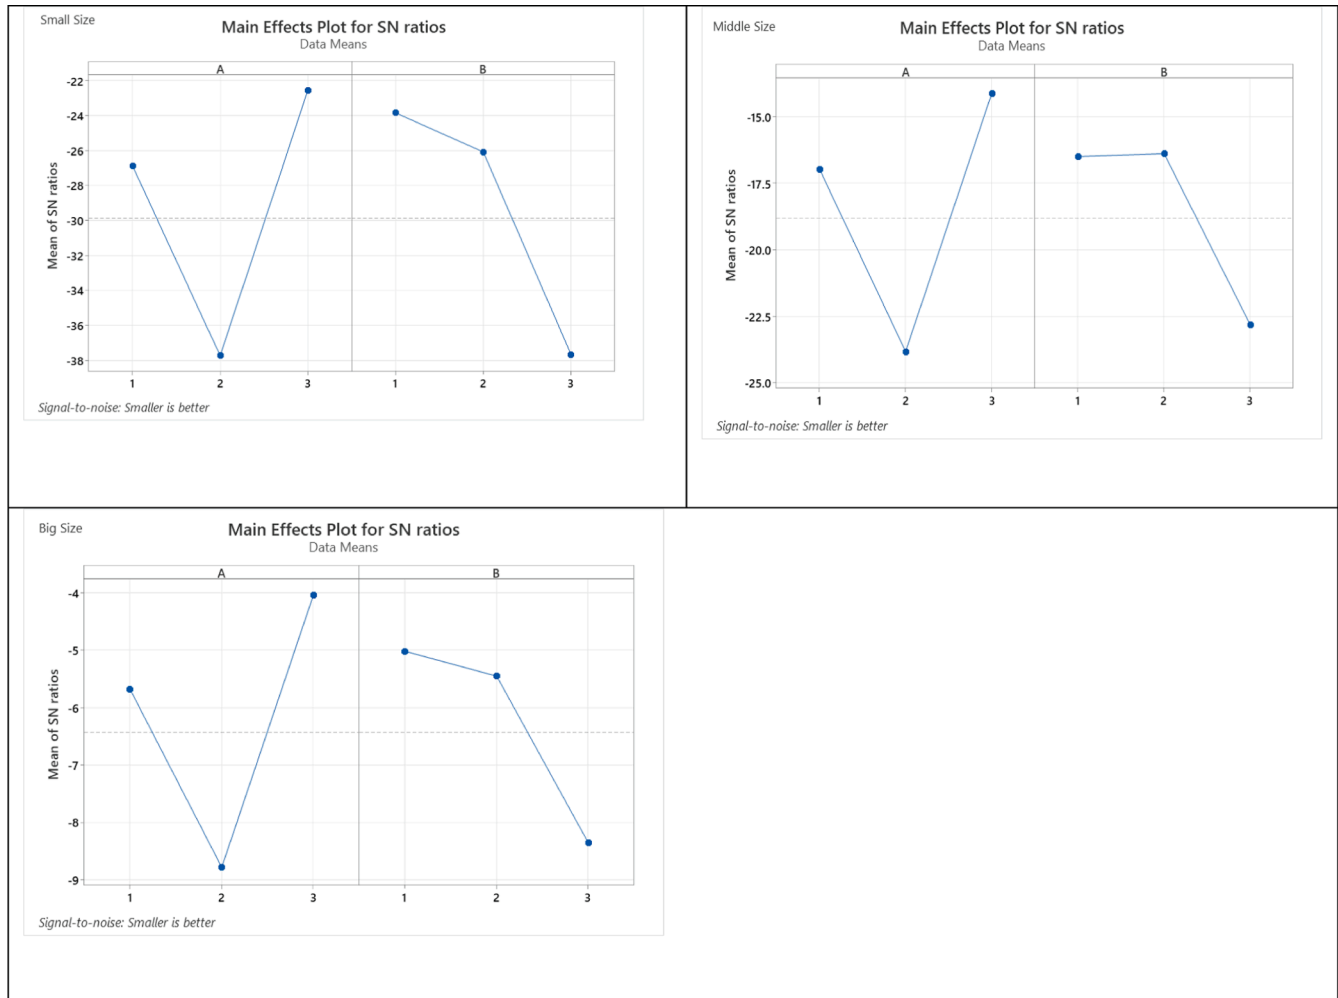 Small Size
Main Effects Plot for SN ratios
Data Means
A B
-22
-24
-26
-28
-30
-32
-34
-36
-38
Mean of SN ratios
1 2 3 1 2 3
Signal-to-noise: Smaller is better
Middle Size
Main Effects Plot for SN ratios
Data Means
A B
-15.0
-17.5
-20.0
-22.5
-25.0
Mean of SN ratios
1 2 3 1 2 3
Signal-to-noise: Smaller is better
Big Size
Main Effects Plot for SN ratios
Data Means
A B
-4
-5
-6
-7
-8
-9
Mean of SN ratios
1 2 3 1 2 3
Signal-to-noise: Smaller is better